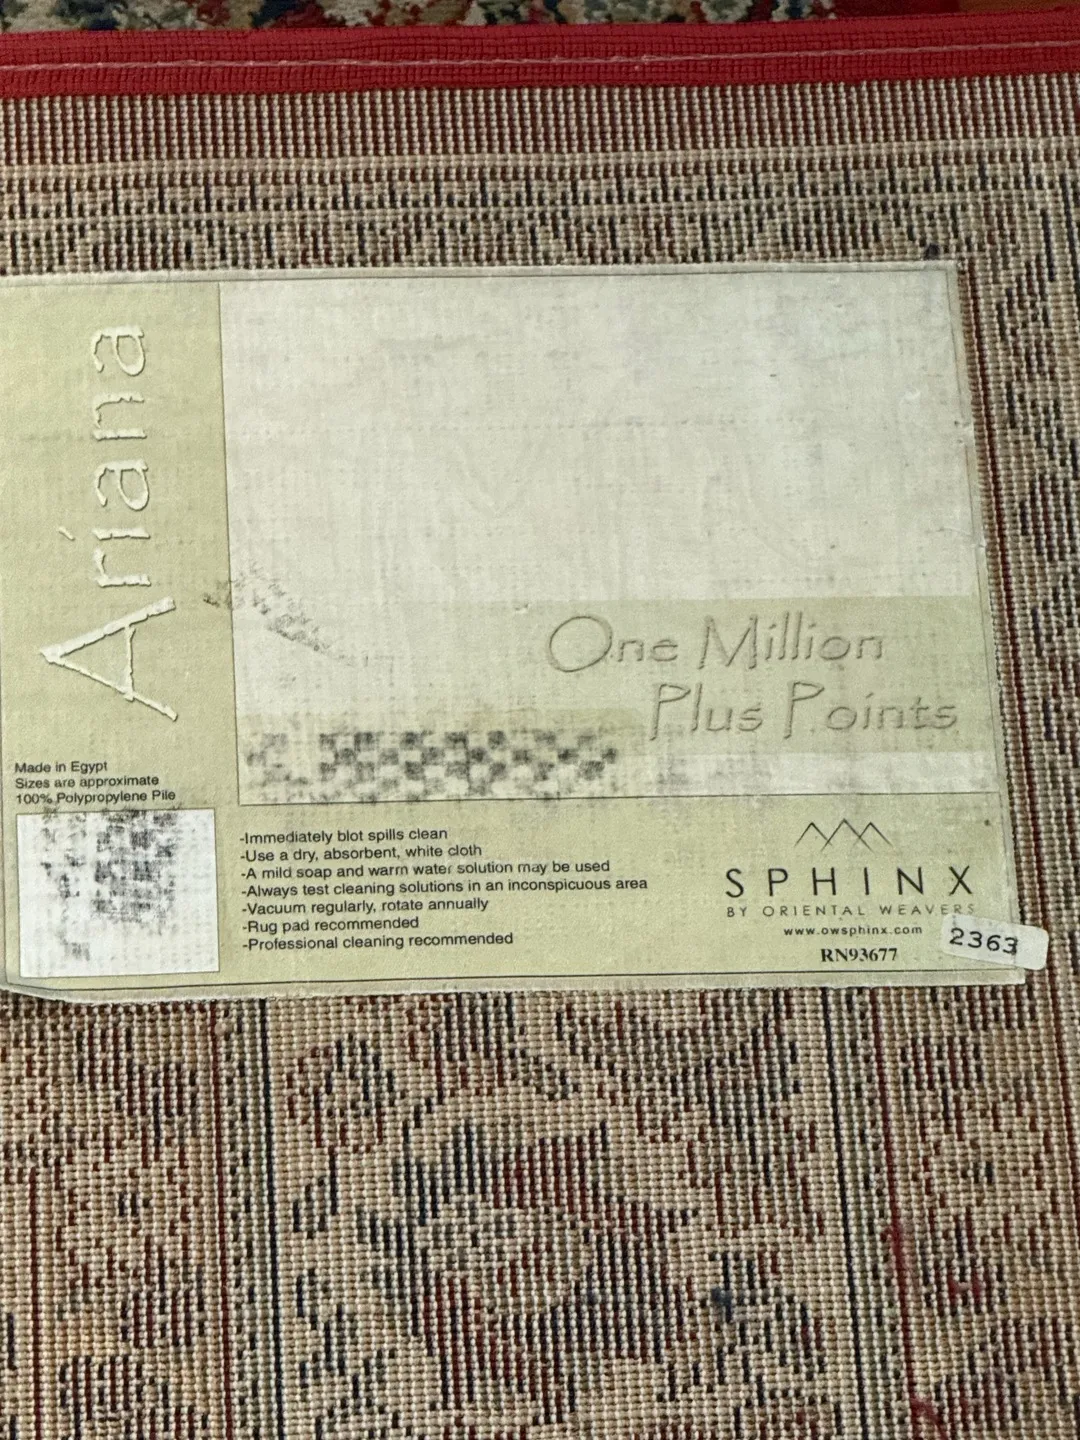 Ariana
One Million
Plus Points
Made in Egypt
Sizes are approximate
100% Polypropylene Pile
-Immediately blot spills clean
-Use a dry, absorbent, white cloth
-A mild soap and warm water solution may be used
-Always test cleaning solutions in an inconspicuous area
-Vacuum regularly, rotate annually
-Rug pad recommended
-Professional cleaning recommended
SPHINX
BY ORIENTAL WEAVERS
www.owsphinx.com
RN93677
2363